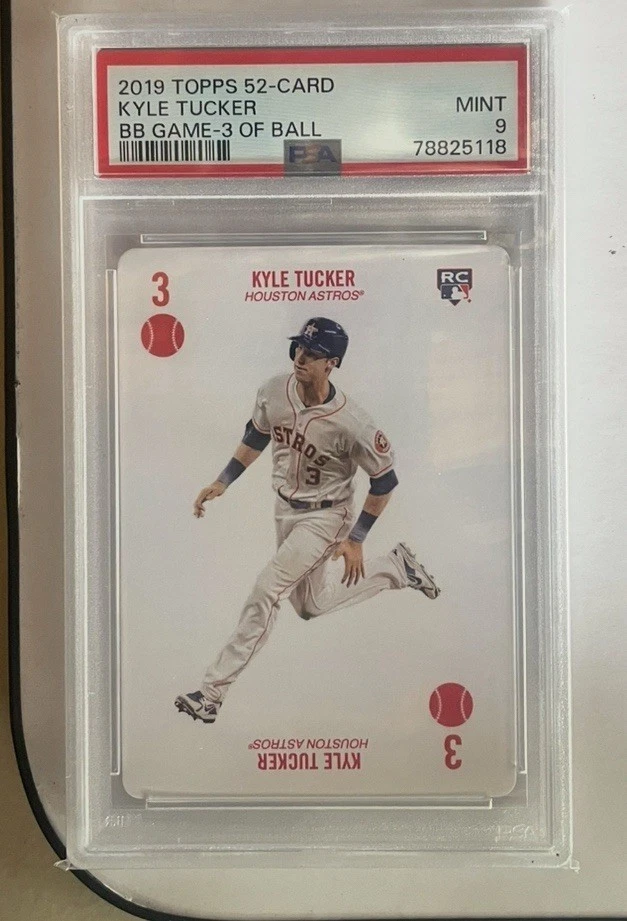 2019 TOPPS 52-CARD
KYLE TUCKER MINT
BB GAME-3 OF BALL 9
PSA 78825118
3 KYLE TUCKER RC
HOUSTON ASTROS®
ASTROS
3
3
HOUSTON ASTROS®
KYLE TUCKER